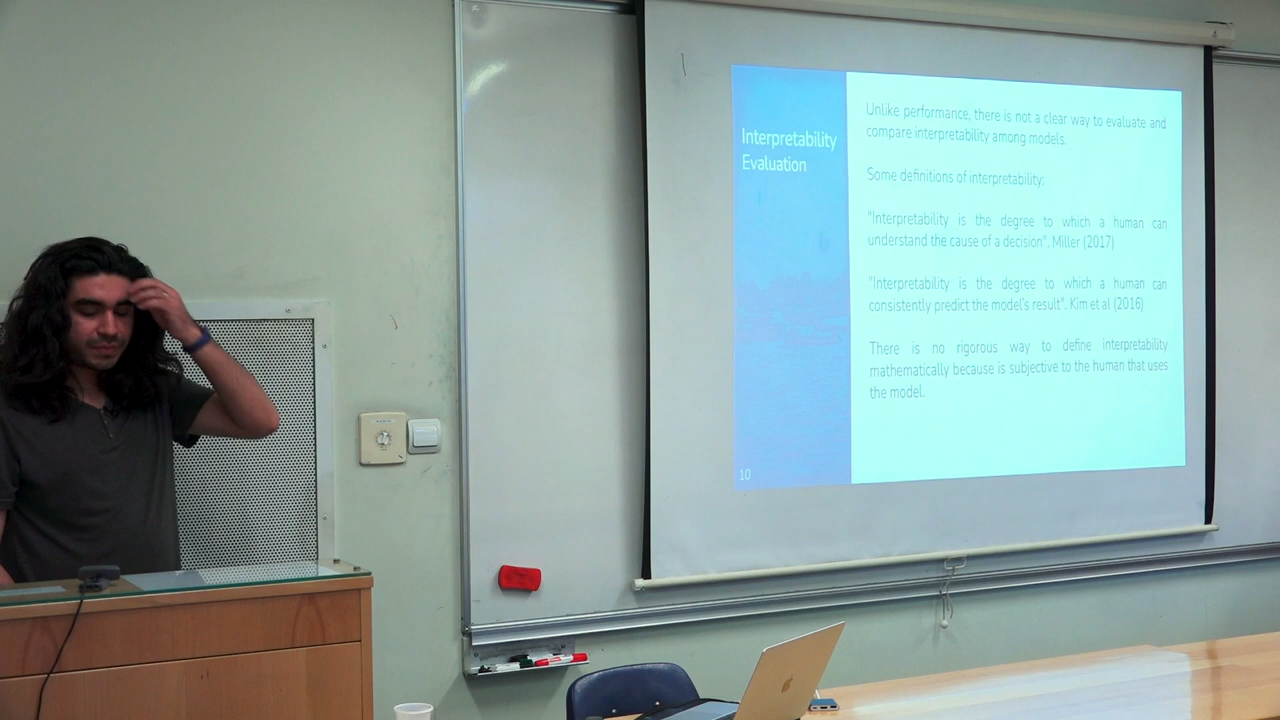 Interpretability
Evaluation
10
Unlike performance, there is not a clear way to evaluate and
compare interpretability among models.
Some definitions of interpretability:
"Interpretability is the degree to which a human can
understand the cause of a decision". Miller (2017)
"Interpretability is the degree to which a human can
consistently predict the model's result". Kim et al (2016)
There is no rigorous way to define interpretability
mathematically because is subjective to the human that uses
the model.